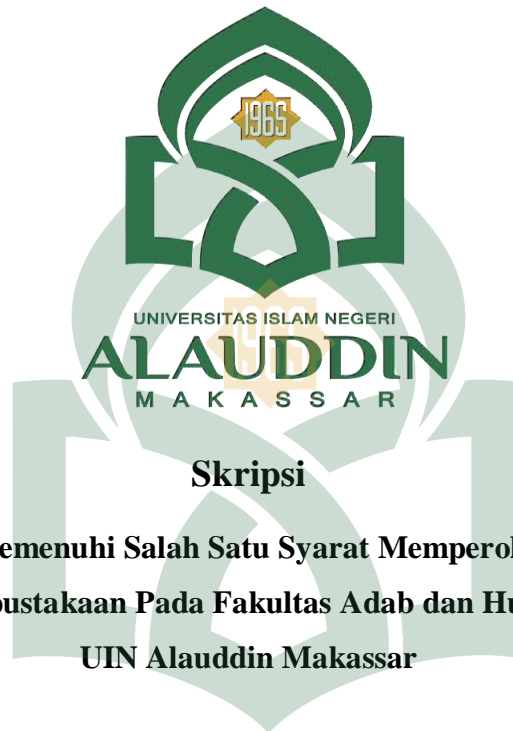 1965
UNIVERSITAS ISLAM NEGERI
ALAUDDIN
MAKASSAR
Skripsi
emenuhi Salah Satu Syarat Memperol
pustakaan Pada Fakultas Adab dan Hu
UIN Alauddin Makassar